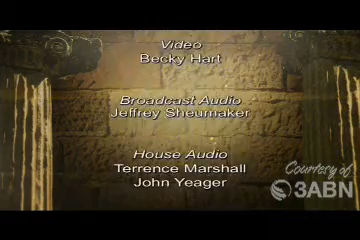 Video
Becky Hart
Broadcast Audio
Jeffrey Sheumaker
House Audio
Terrence Marshall
John Yeager
Courtesy of
3ABN